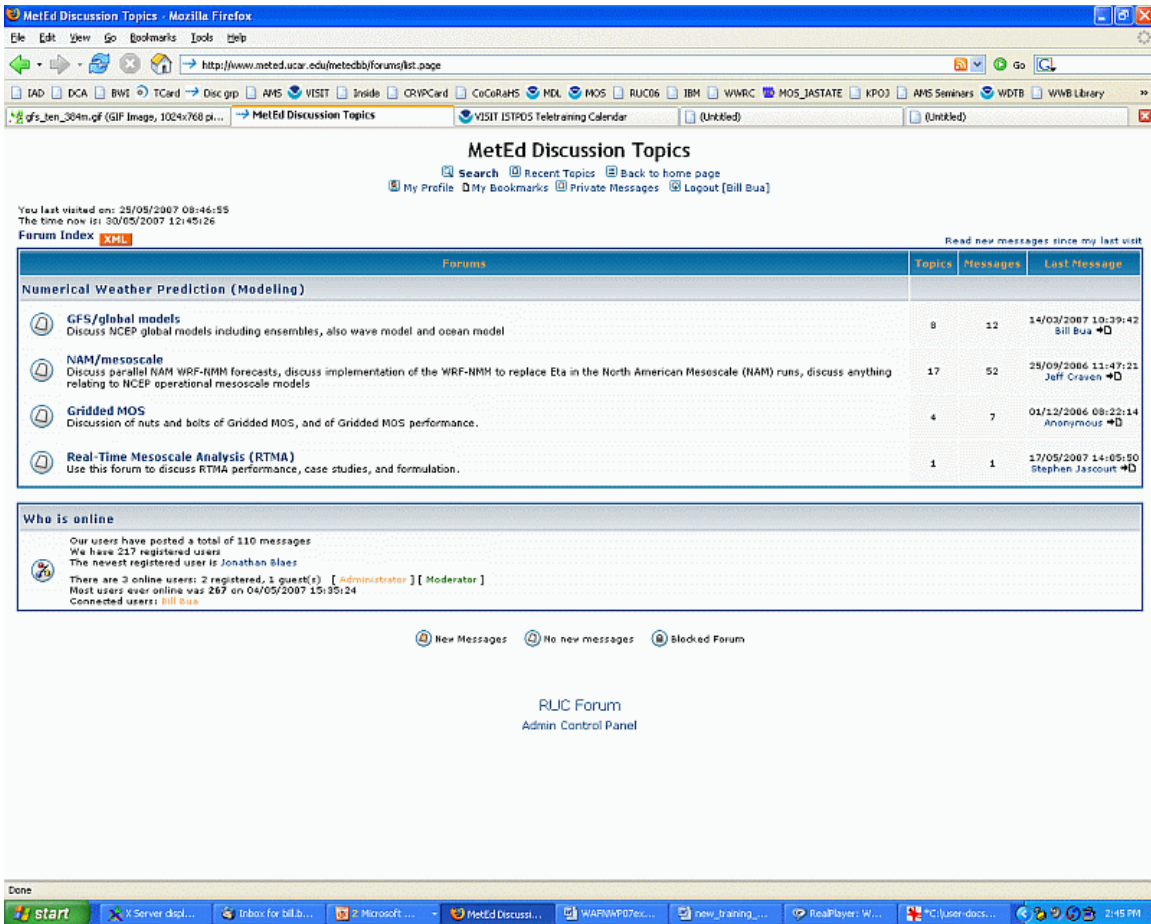 MetEd Discussion Topics - Mozilla Firefox
File Edit View Go Bookmarks Tools Help
http://www.meted.ucar.edu/metedbb/forums/list.page Go
IAD DCA BWI TCard Disc grp AMS VISIT Inside CRYPCard CoCoRaHS MDL MOS RUC06 IBM WWRC MOS_IASTATE KPOJ AMS Seminars WDTB WWB Library
gfs_ten_384m.gif (GIF Image, 1024x768 pi... MetEd Discussion Topics VISIT ISTPDS Teletraining Calendar (Untitled) (Untitled)
MetEd Discussion Topics
Search Recent Topics Back to home page
My Profile My Bookmarks Private Messages Logout [Bill Bua]
You last visited on: 25/05/2007 08:46:55
The time now is: 30/05/2007 12:45:26
Forum Index XML Read new messages since my last visit
Forums Topics Messages Last Message
Numerical Weather Prediction (Modeling)
GFS/global models
Discuss NCEP global models including ensembles, also wave model and ocean model
8 12 14/03/2007 10:39:42
Bill Bua
NAM/mesoscale
Discuss parallel NAM WRF-NMM forecasts, discuss implementation of the WRF-NMM to replace Eta in the North American Mesoscale (NAM) runs, discuss anything
relating to NCEP operational mesoscale models
17 52 25/09/2006 11:47:21
Jeff Craven
Gridded MOS
Discussion of nuts and bolts of Gridded MOS, and of Gridded MOS performance.
4 7 01/12/2006 08:22:14
Anonymous
Real-Time Mesoscale Analysis (RTMA)
Use this forum to discuss RTMA performance, case studies, and formulation.
1 1 17/05/2007 14:05:50
Stephen Jascourt
Who is online
Our users have posted a total of 110 messages
We have 217 registered users
The newest registered user is Jonathan Blaes
There are 3 online users: 2 registered, 1 guest(s) [ Administrator ] [ Moderator ]
Most users ever online was 267 on 04/05/2007 15:35:24
Connected users: Bill Bua
New Messages No new messages Blocked Forum
RUC Forum
Admin Control Panel
Done
start X Server displ... Inbox for bill.b... 2 Microsoft ... MetEd Discussi... WAFNWP07ex... new_training_... RealPlayer: W... *C:\user-docs... 2:45 PM